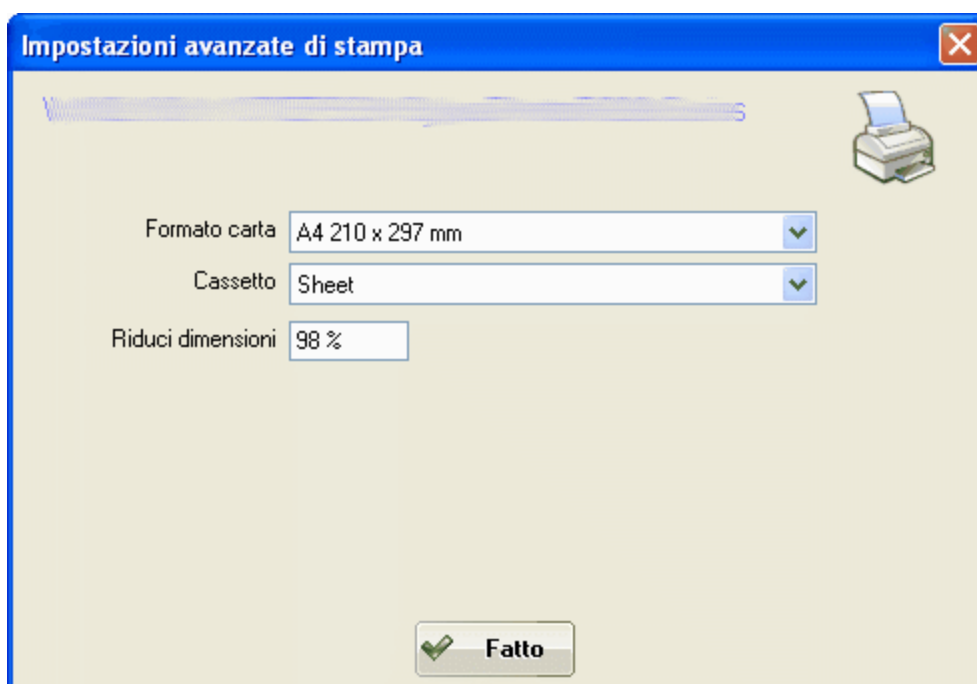 Impostazioni avanzate di stampa
Formato carta A4 210 x 297 mm
Cassetto Sheet
Riduci dimensioni 98 %
Fatto